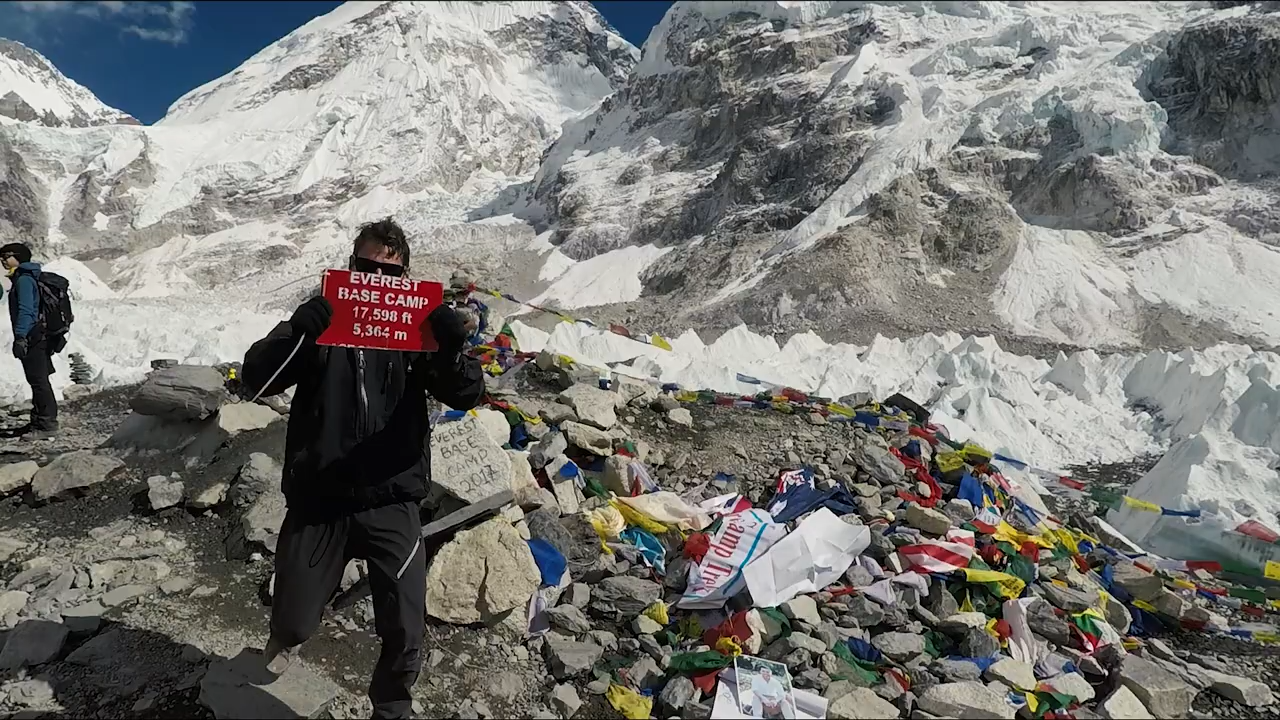 EVEREST
BASE CAMP
17,598 ft
5,364 m
EVEREST
BASE
CAMP
2017